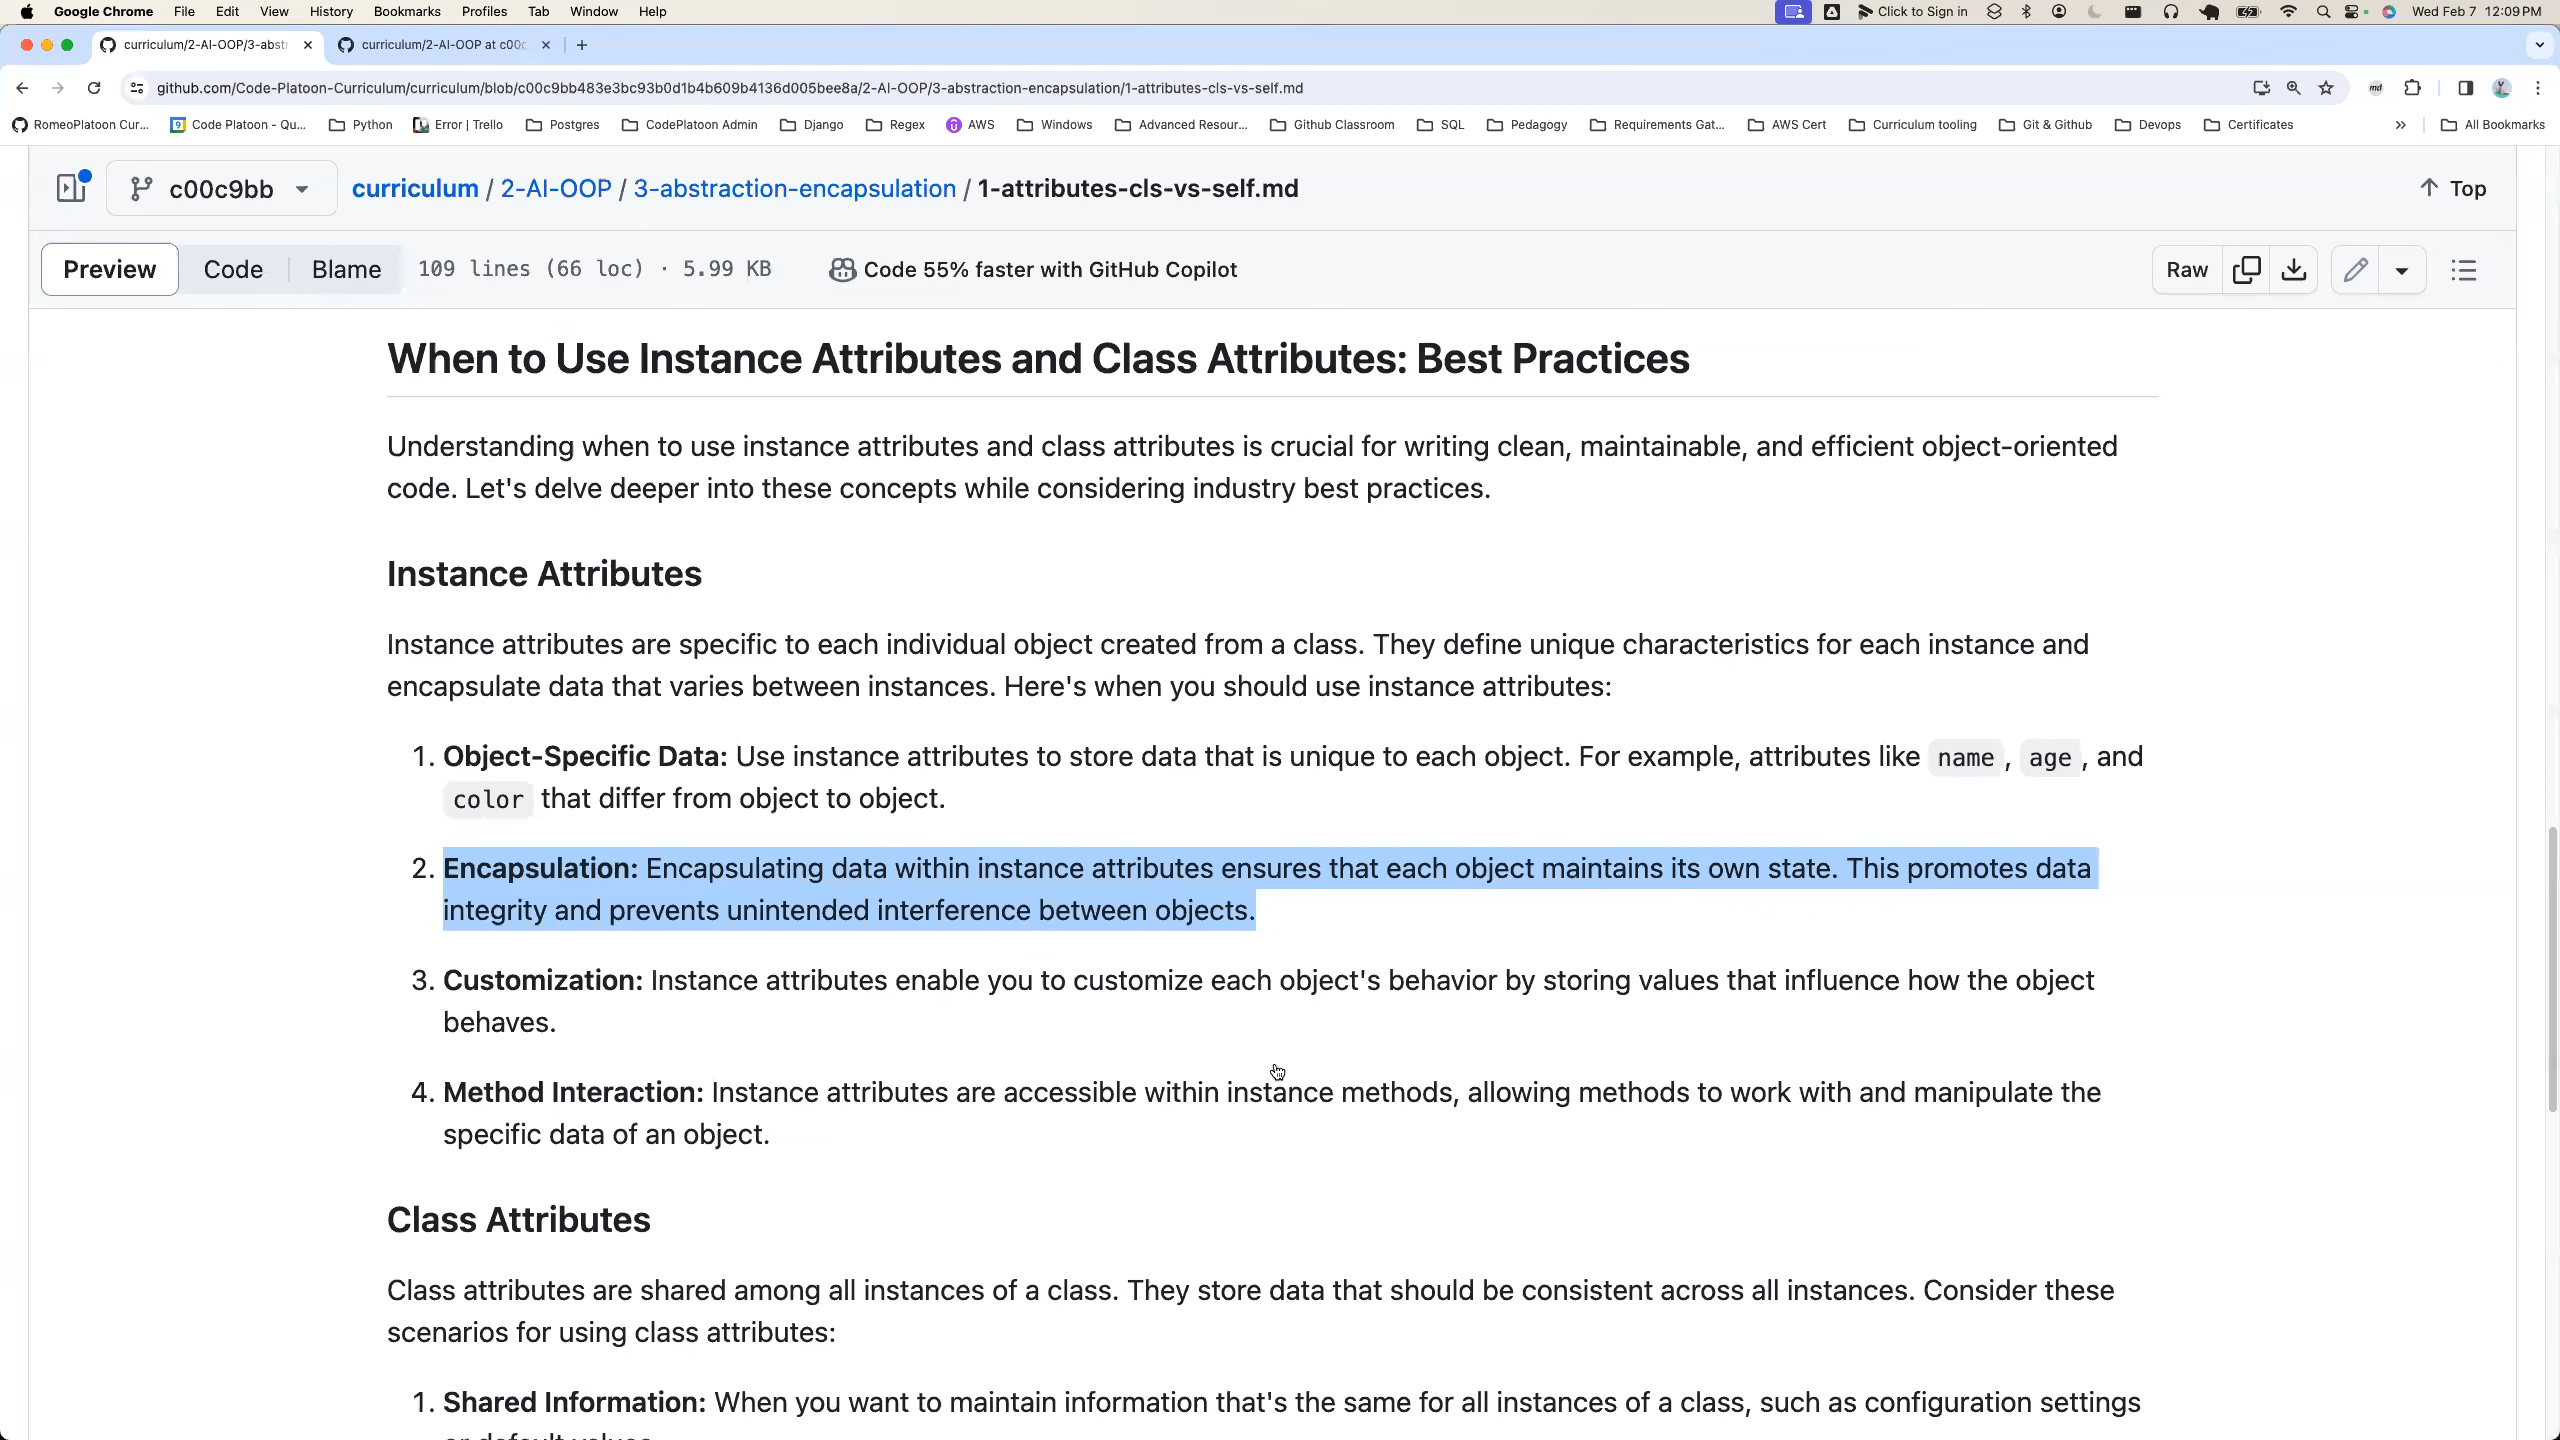 Google Chrome File Edit View History Bookmarks Profiles Tab Window Help Click to Sign in Wed Feb 7 12:09 PM
curriculum/2-AI-OOP/3-abst curriculum/2-AI-OOP at c00c
github.com/Code-Platoon-Curriculum/curriculum/blob/c00c9bb483e3bc93b0d1b4b609b4136d005bee8a/2-AI-OOP/3-abstraction-encapsulation/1-attributes-cls-vs-self.md
RomeoPlatoon Cur... Code Platoon - Qu... Python Error | Trello Postgres CodePlatoon Admin Django Regex AWS Windows Advanced Resour... Github Classroom SQL Pedagogy Requirements Gat... AWS Cert Curriculum tooling Git & Github Devops Certificates » All Bookmarks
c00c9bb curriculum / 2-AI-OOP / 3-abstraction-encapsulation / 1-attributes-cls-vs-self.md Top
Preview Code Blame 109 lines (66 loc) · 5.99 KB Code 55% faster with GitHub Copilot Raw
When to Use Instance Attributes and Class Attributes: Best Practices
Understanding when to use instance attributes and class attributes is crucial for writing clean, maintainable, and efficient object-oriented
code. Let's delve deeper into these concepts while considering industry best practices.
Instance Attributes
Instance attributes are specific to each individual object created from a class. They define unique characteristics for each instance and
encapsulate data that varies between instances. Here's when you should use instance attributes:
1. Object-Specific Data: Use instance attributes to store data that is unique to each object. For example, attributes like name, age, and
color that differ from object to object.
2. Encapsulation: Encapsulating data within instance attributes ensures that each object maintains its own state. This promotes data
integrity and prevents unintended interference between objects.
3. Customization: Instance attributes enable you to customize each object's behavior by storing values that influence how the object
behaves.
4. Method Interaction: Instance attributes are accessible within instance methods, allowing methods to work with and manipulate the
specific data of an object.
Class Attributes
Class attributes are shared among all instances of a class. They store data that should be consistent across all instances. Consider these
scenarios for using class attributes:
1. Shared Information: When you want to maintain information that's the same for all instances of a class, such as configuration settings
or default values